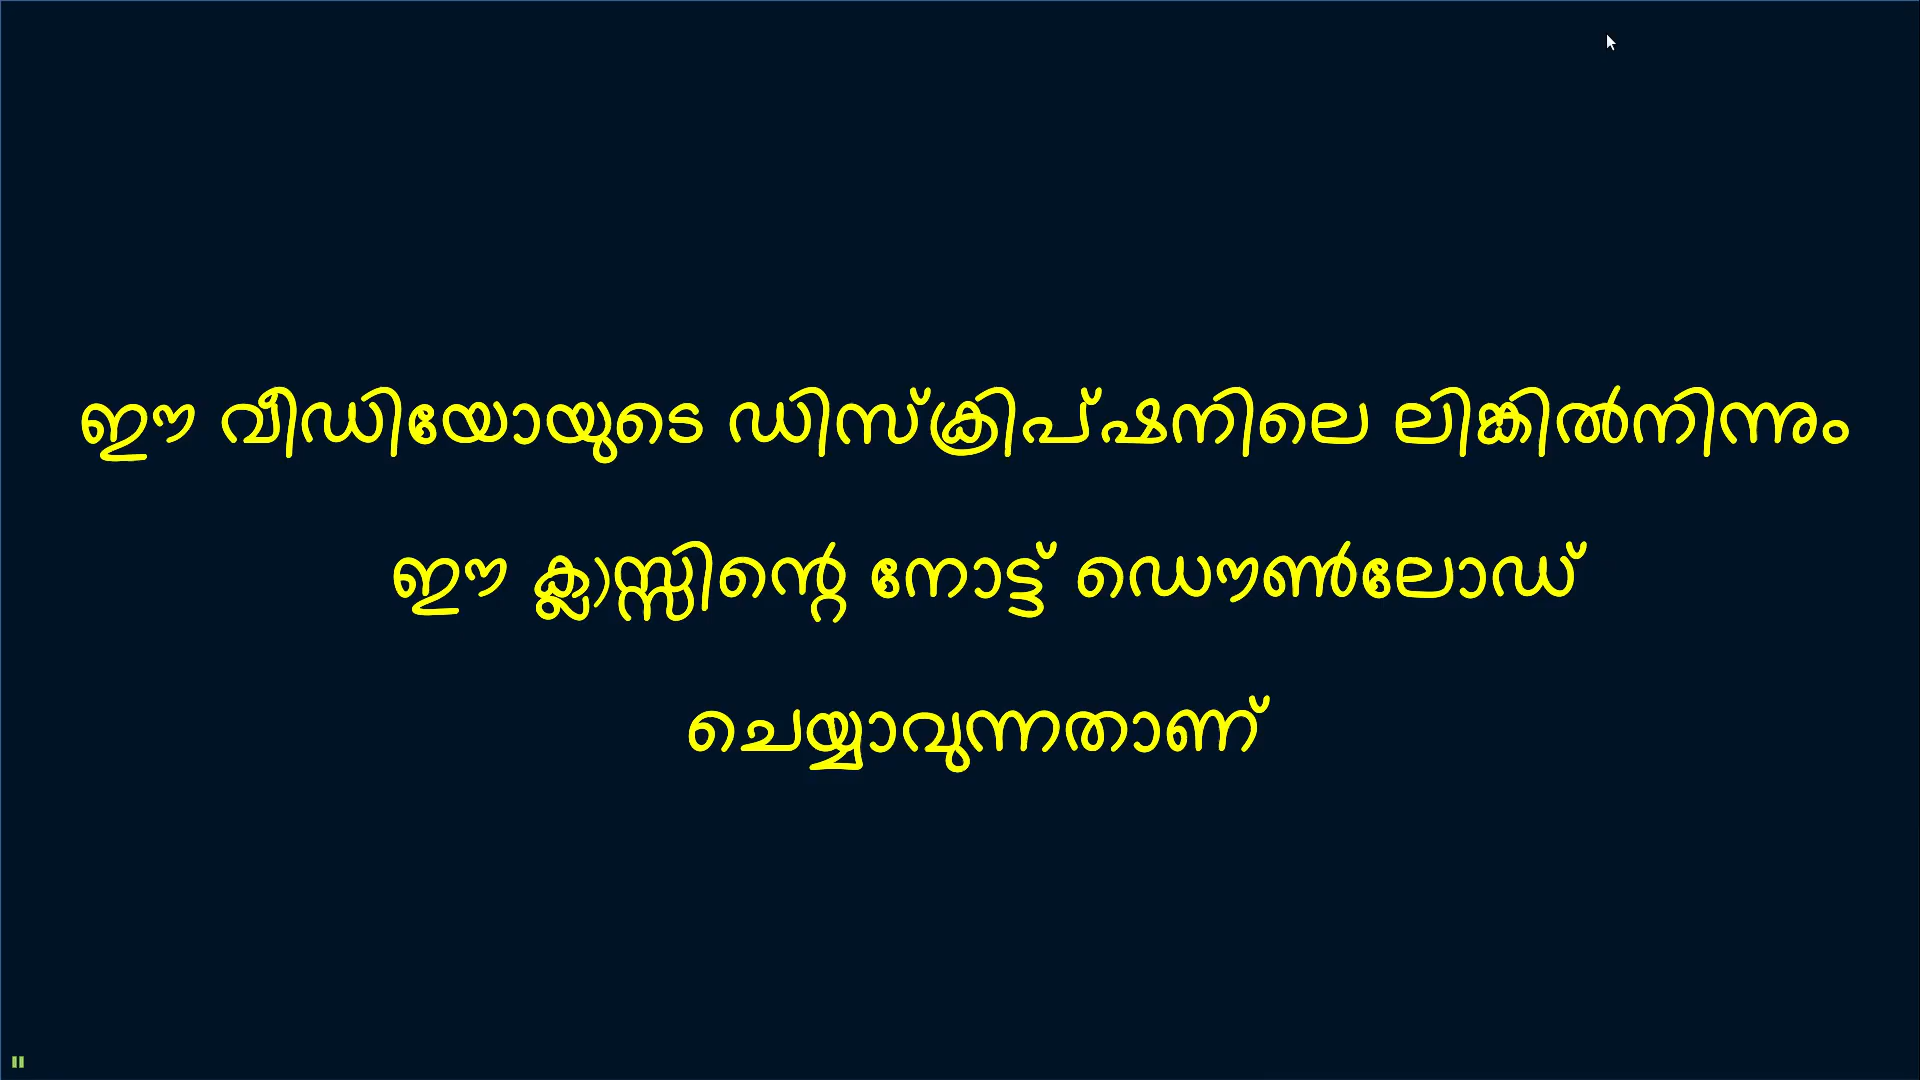 ഈ വീഡിയോയുടെ ഡിസ്ക്രിപ്ഷനിലെ ലിങ്കിൽനിന്നും
ഈ ക്ലാസ്സിന്റെ നോട്ട് ഡൌൺലോഡ്
ചെയ്യാവുന്നതാണ്